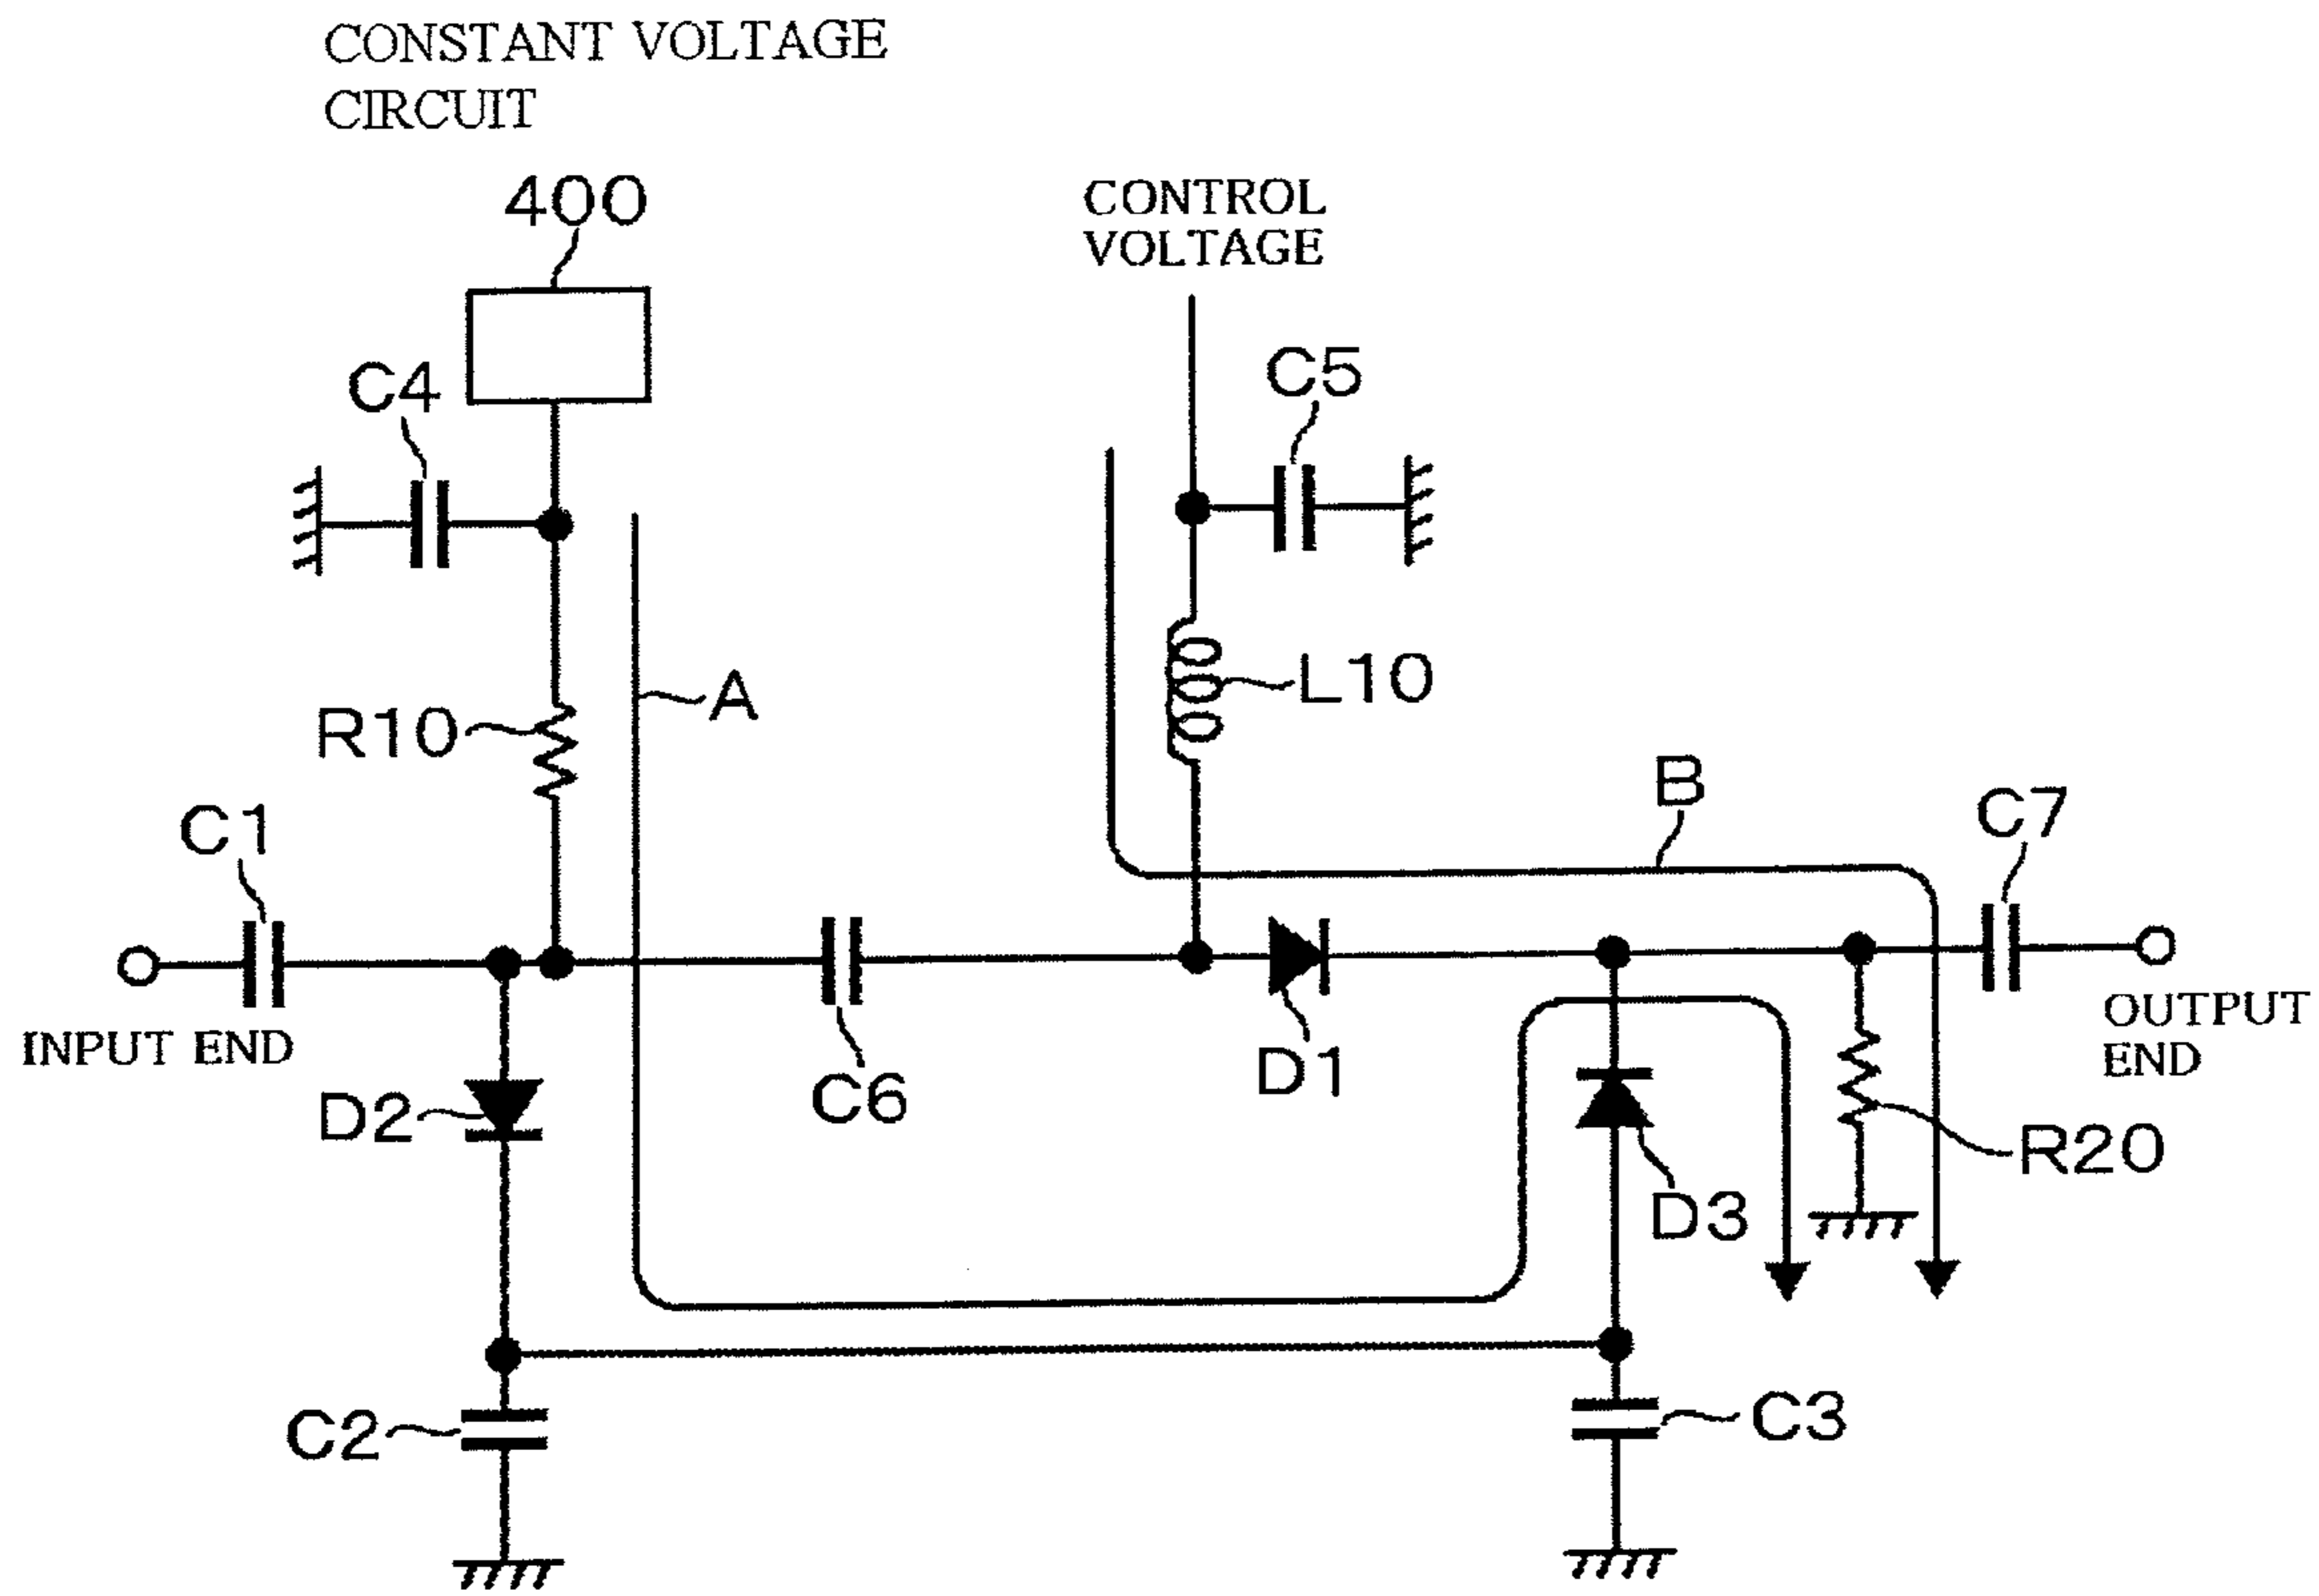 CONSTANT VOLTAGE
CIRCUIT
400
CONTROL
VOLTAGE
C4
C5
L10
A
R10
B
C7
C1
INPUT END
OUTPUT
END
D1
C6
D2
R20
D3
C2
C3